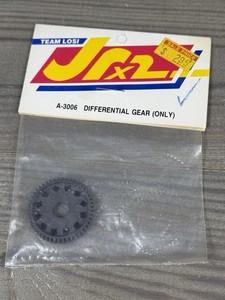 TEAM LOSI
Jrx2
A-3006 DIFFERENTIAL GEAR (ONLY)